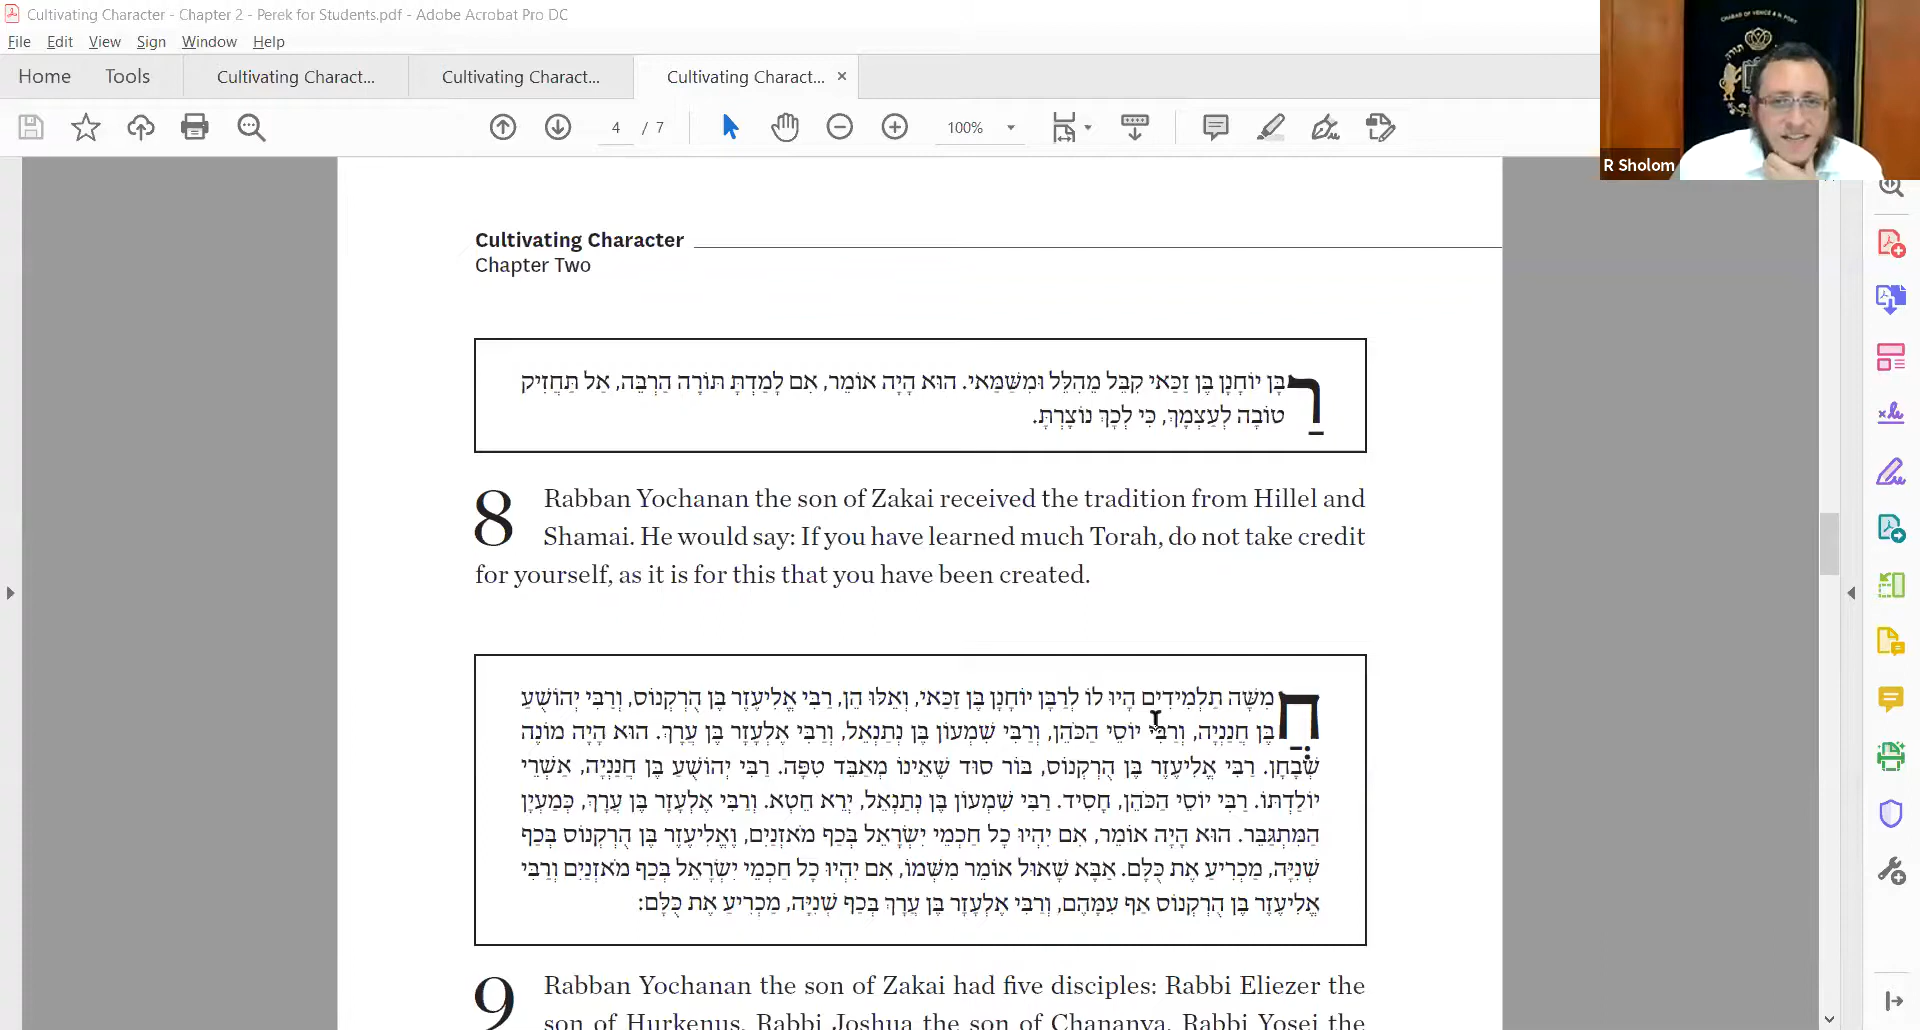 Cultivating Character - Chapter 2 - Perek for Students.pdf - Adobe Acrobat Pro DC
File Edit View Sign Window Help
Home Tools Cultivating Charact... Cultivating Charact... Cultivating Charact... ×
4 / 7 100%
CHABAD OF VENICE & N. PORT
R Sholom
Cultivating Character
Chapter Two
רַבָּן יוֹחָנָן בֶּן זַכַּאי קִבֵּל מֵהִלֵּל וּמִשַּׁמַּאי. הוּא הָיָה אוֹמֵר, אִם לָמַדְתָּ תּוֹרָה הַרְבֵּה, אַל תַּחֲזִיק
טוֹבָה לְעַצְמָךְ, כִּי לְכָךְ נוֹצָרְתָּ.
8 Rabban Yochanan the son of Zakai received the tradition from Hillel and
Shamai. He would say: If you have learned much Torah, do not take credit
for yourself, as it is for this that you have been created.
חֲמִשָּׁה תַלְמִידִים הָיוּ לוֹ לְרַבָּן יוֹחָנָן בֶּן זַכַּאי, וְאֵלּוּ הֵן, רַבִּי אֱלִיעֶזֶר בֶּן הֻרְקְנוֹס, וְרַבִּי יְהוֹשֻׁעַ
בֶּן חֲנַנְיָה, וְרַבִּי יוֹסֵי הַכֹּהֵן, וְרַבִּי שִׁמְעוֹן בֶּן נְתַנְאֵל, וְרַבִּי אֶלְעָזָר בֶּן עֲרָךְ. הוּא הָיָה מוֹנֶה
שְׁבָחָן. רַבִּי אֱלִיעֶזֶר בֶּן הֻרְקְנוֹס, בּוֹר סוּד שֶׁאֵינוֹ מְאַבֵּד טִפָּה. רַבִּי יְהוֹשֻׁעַ בֶּן חֲנַנְיָה, אַשְׁרֵי
יוֹלַדְתּוֹ. רַבִּי יוֹסֵי הַכֹּהֵן, חָסִיד. רַבִּי שִׁמְעוֹן בֶּן נְתַנְאֵל, יְרֵא חֵטְא. וְרַבִּי אֶלְעָזָר בֶּן עֲרָךְ, כְּמַעְיָן
הַמִּתְגַּבֵּר. הוּא הָיָה אוֹמֵר, אִם יִהְיוּ כָל חַכְמֵי יִשְׂרָאֵל בְּכַף מֹאזְנַיִם, וֶאֱלִיעֶזֶר בֶּן הֻרְקְנוֹס בְּכַף
שְׁנִיָּה, מַכְרִיעַ אֶת כֻּלָּם. אַבָּא שָׁאוּל אוֹמֵר מִשְּׁמוֹ, אִם יִהְיוּ כָל חַכְמֵי יִשְׂרָאֵל בְּכַף מֹאזְנַיִם וְרַבִּי
אֱלִיעֶזֶר בֶּן הֻרְקְנוֹס אַף עִמָּהֶם, וְרַבִּי אֶלְעָזָר בֶּן עֲרָךְ בְּכַף שְׁנִיָּה, מַכְרִיעַ אֶת כֻּלָּם:
9 Rabban Yochanan the son of Zakai had five disciples: Rabbi Eliezer the
son of Hurkenus, Rabbi Joshua the son of Chananya, Rabbi Yosei the